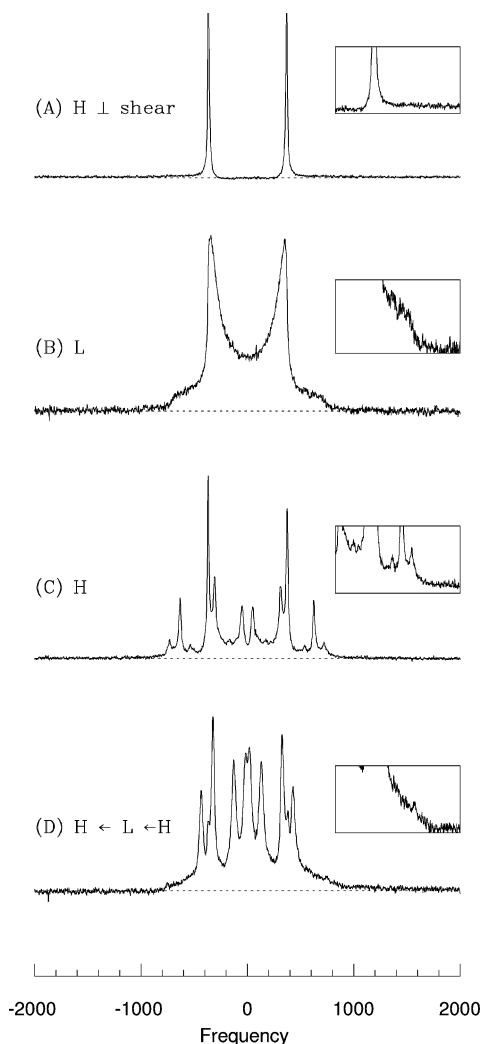 (A) H ⊥ shear
(B) L
(C) H
(D) H ← L ←H
-2000 -1000 0 1000 2000
Frequency